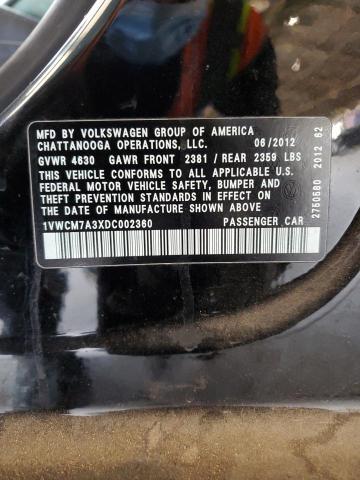 MFD BY VOLKSWAGEN GROUP OF AMERICA
CHATTANOOGA OPERATIONS, LLC. 06/2012
GVWR 4630 GAWR FRONT 2381 / REAR 2359 LBS
THIS VEHICLE CONFORMS TO ALL APPLICABLE U.S.
FEDERAL MOTOR VEHICLE SAFETY, BUMPER AND
THEFT PREVENTION STANDARDS IN EFFECT ON THE
DATE OF MANUFACTURE SHOWN ABOVE.
1VWCM7A3XDC002360 PASSENGER CAR
2750580 2012 62